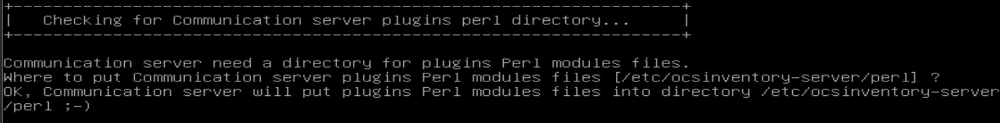 +-------------------------------------------------------------------+
|   Checking for Communication server plugins perl directory...     |
+-------------------------------------------------------------------+
Communication server need a directory for plugins Perl modules files.
Where to put Communication server plugins Perl modules files [/etc/ocsinventory-server/perl] ?
OK, Communication server will put plugins Perl modules files into directory /etc/ocsinventory-server
/perl ;-)